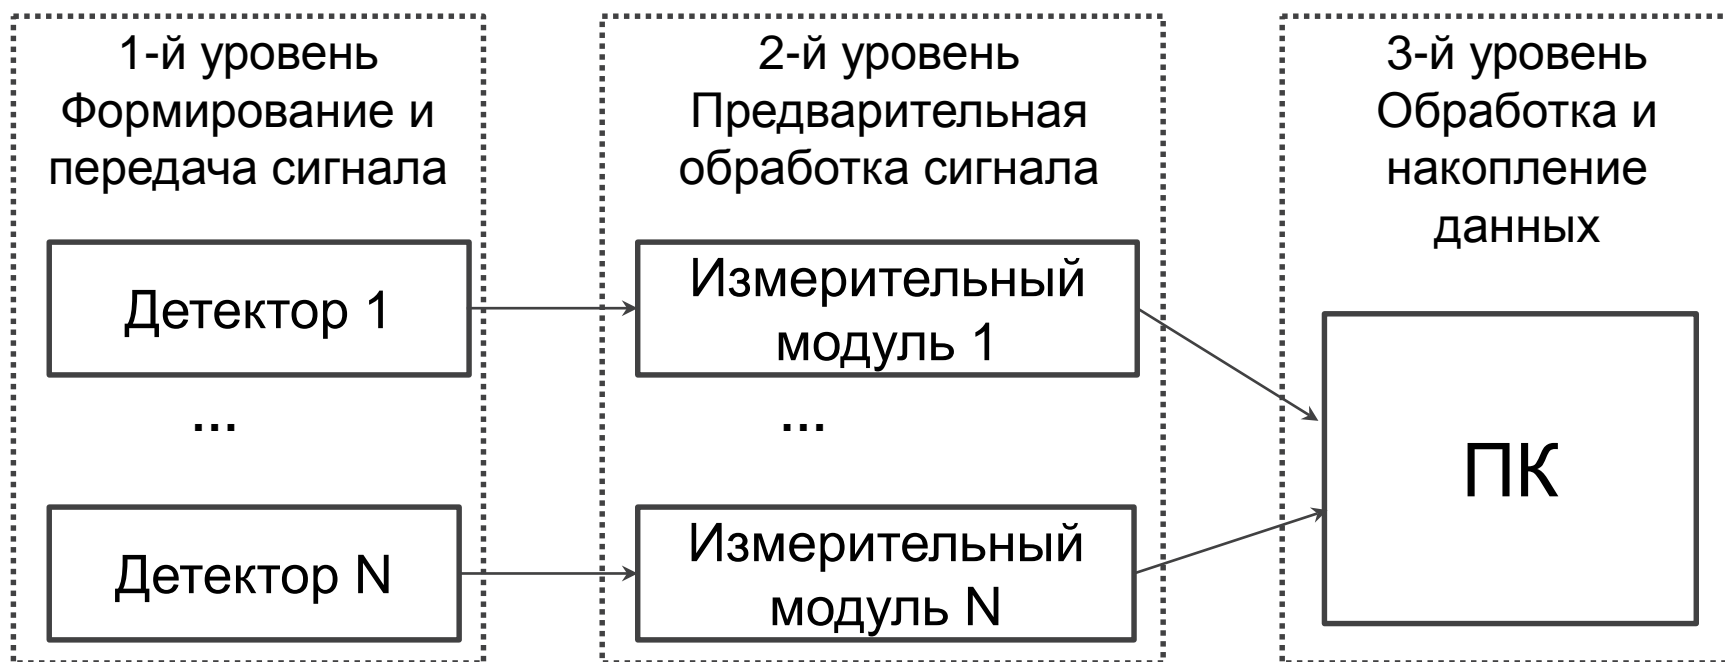 1-й уровень
Формирование и
передача сигнала
Детектор 1
...
Детектор N
2-й уровень
Предварительная
обработка сигнала
Измерительный
модуль 1
...
Измерительный
модуль N
3-й уровень
Обработка и
накопление
данных
ПК